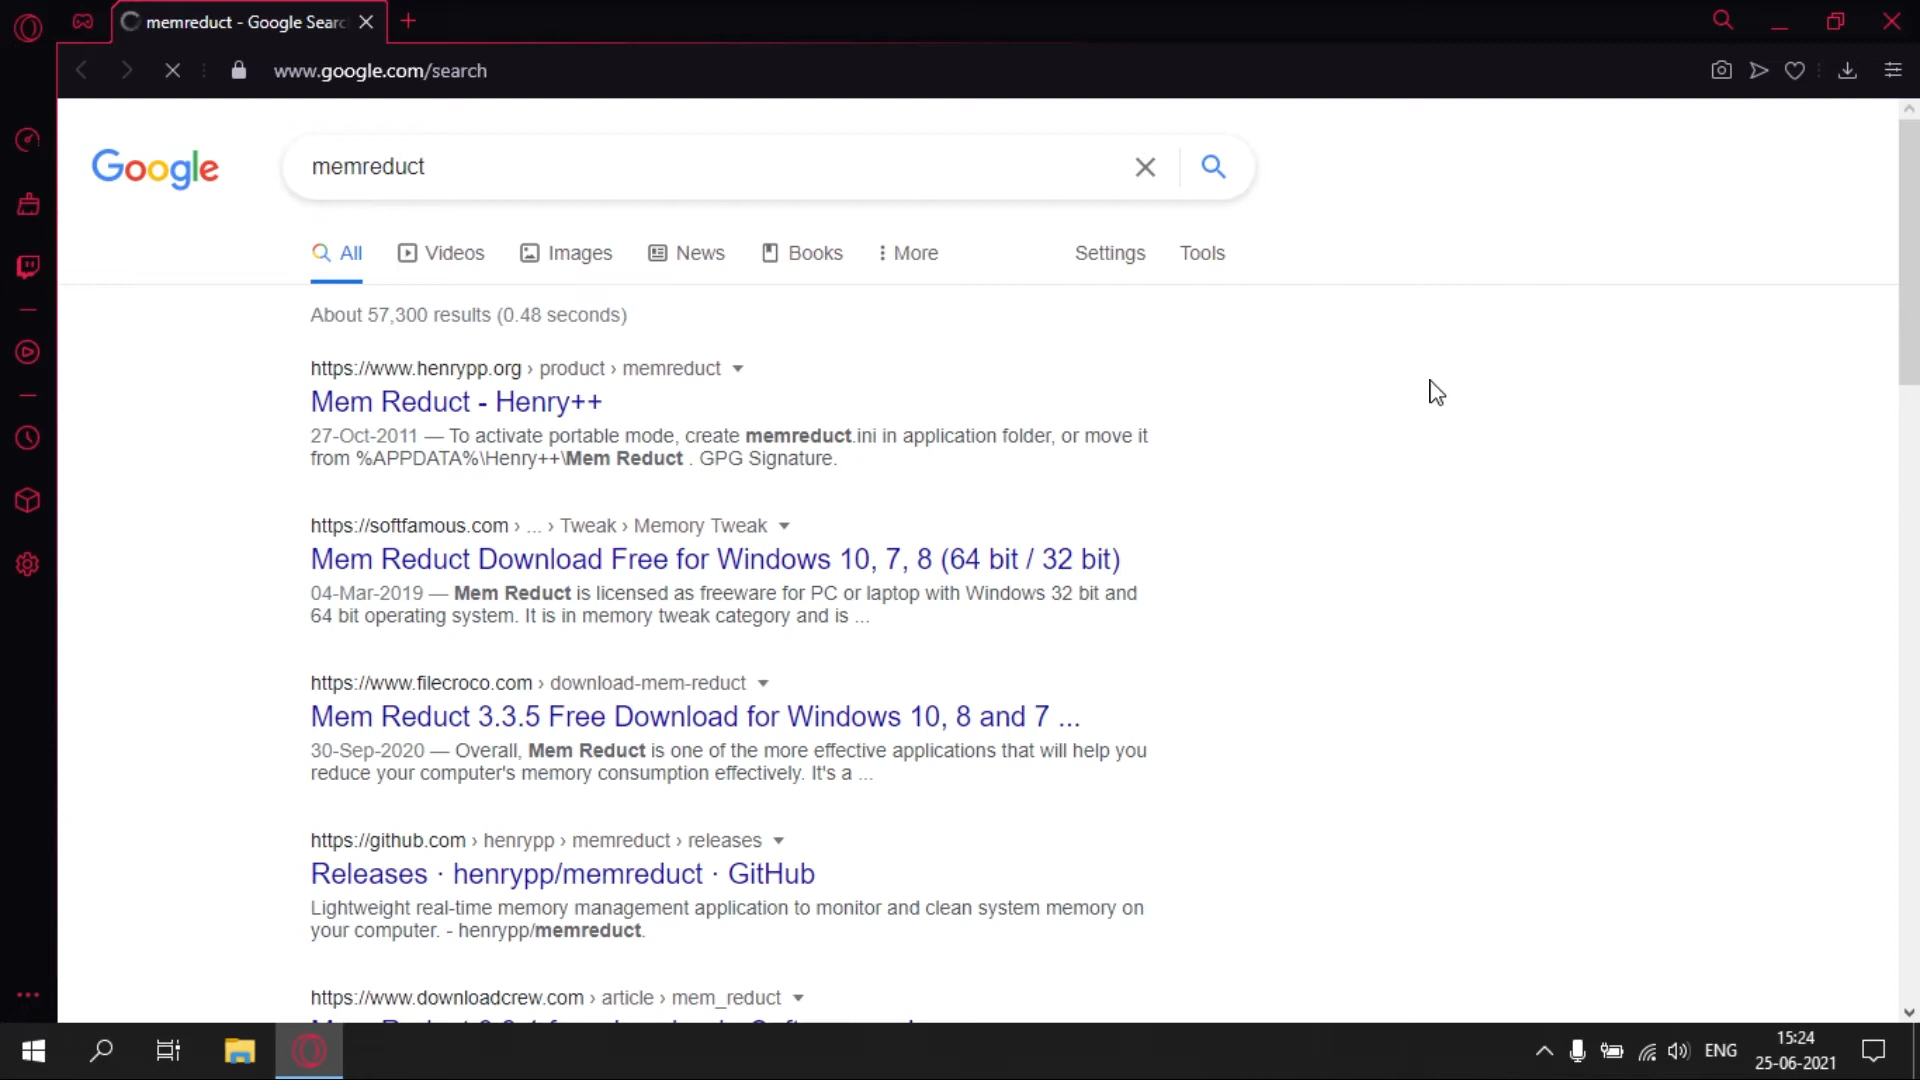 memreduct - Google Searc
www.google.com/search
Google
memreduct
All
Videos
Images
News
Books
More
Settings
Tools
About 57,300 results (0.48 seconds)
https://www.henrypp.org › product › memreduct
Mem Reduct - Henry++
27-Oct-2011 — To activate portable mode, create memreduct.ini in application folder, or move it
from %APPDATA%\Henry++\Mem Reduct . GPG Signature.
https://softfamous.com › ... › Tweak › Memory Tweak
Mem Reduct Download Free for Windows 10, 7, 8 (64 bit / 32 bit)
04-Mar-2019 — Mem Reduct is licensed as freeware for PC or laptop with Windows 32 bit and
64 bit operating system. It is in memory tweak category and is ...
https://www.filecroco.com › download-mem-reduct
Mem Reduct 3.3.5 Free Download for Windows 10, 8 and 7 ...
30-Sep-2020 — Overall, Mem Reduct is one of the more effective applications that will help you
reduce your computer's memory consumption effectively. It's a ...
https://github.com › henrypp › memreduct › releases
Releases · henrypp/memreduct · GitHub
Lightweight real-time memory management application to monitor and clean system memory on
your computer. - henrypp/memreduct.
https://www.downloadcrew.com › article › mem_reduct
ENG
15:24
25-06-2021